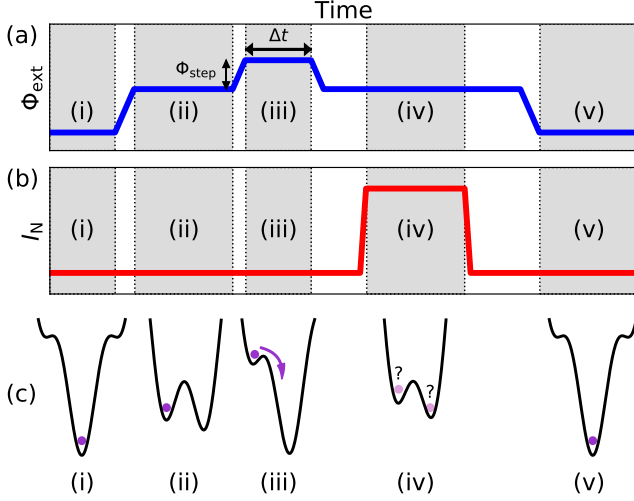 Time
(a)
Φext
Φstep
Δt
(i)
(ii)
(iii)
(iv)
(v)
(b)
IN
(i)
(ii)
(iii)
(iv)
(v)
(c)
?
?
(i)
(ii)
(iii)
(iv)
(v)